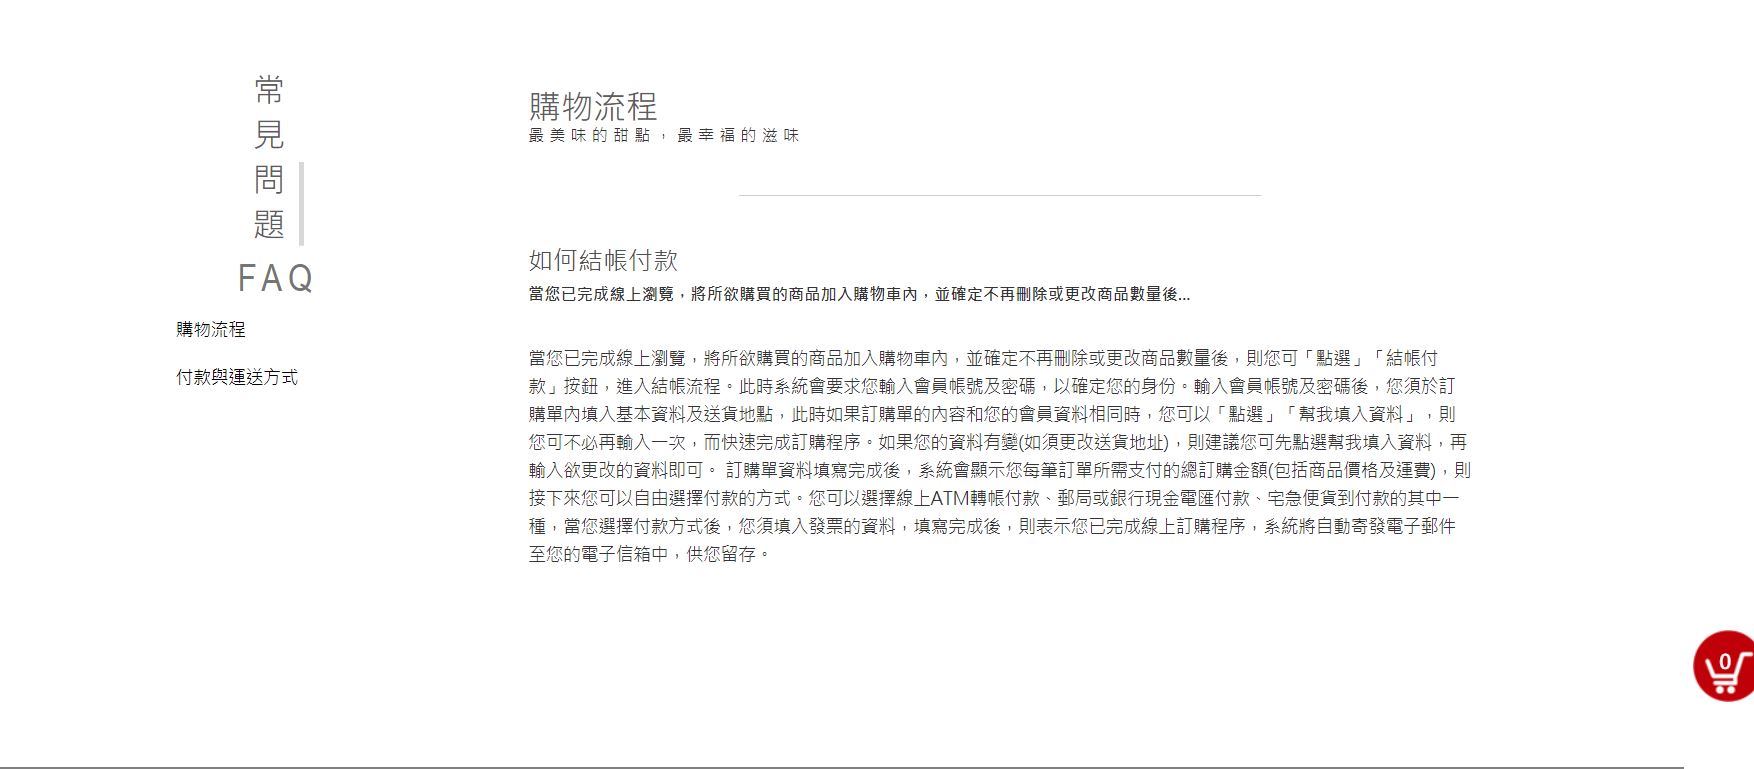 常
見
問
題
FAQ
購物流程
付款與運送方式
購物流程
最美味的甜點，最幸福的滋味
如何結帳付款
當您已完成線上瀏覽，將所欲購買的商品加入購物車內，並確定不再刪除或更改商品數量後...
當您已完成線上瀏覽，將所欲購買的商品加入購物車內，並確定不再刪除或更改商品數量後，則您可「點選」「結帳付
款」按鈕，進入結帳流程。此時系統會要求您輸入會員帳號及密碼，以確定您的身份。輸入會員帳號及密碼後，您須於訂
購單內填入基本資料及送貨地點，此時如果訂購單的內容和您的會員資料相同時，您可以「點選」「幫我填入資料」，則
您可不必再輸入一次，而快速完成訂購程序。如果您的資料有變(如須更改送貨地址)，則建議您可先點選幫我填入資料，再
輸入欲更改的資料即可。 訂購單資料填寫完成後，系統會顯示您每筆訂單所需支付的總訂購金額(包括商品價格及運費)，則
接下來您可以自由選擇付款的方式。您可以選擇線上ATM轉帳付款、郵局或銀行現金電匯付款、宅急便貨到付款的其中一
種，當您選擇付款方式後，您須填入發票的資料，填寫完成後，則表示您已完成線上訂購程序，系統將自動寄發電子郵件
至您的電子信箱中，供您留存。
0